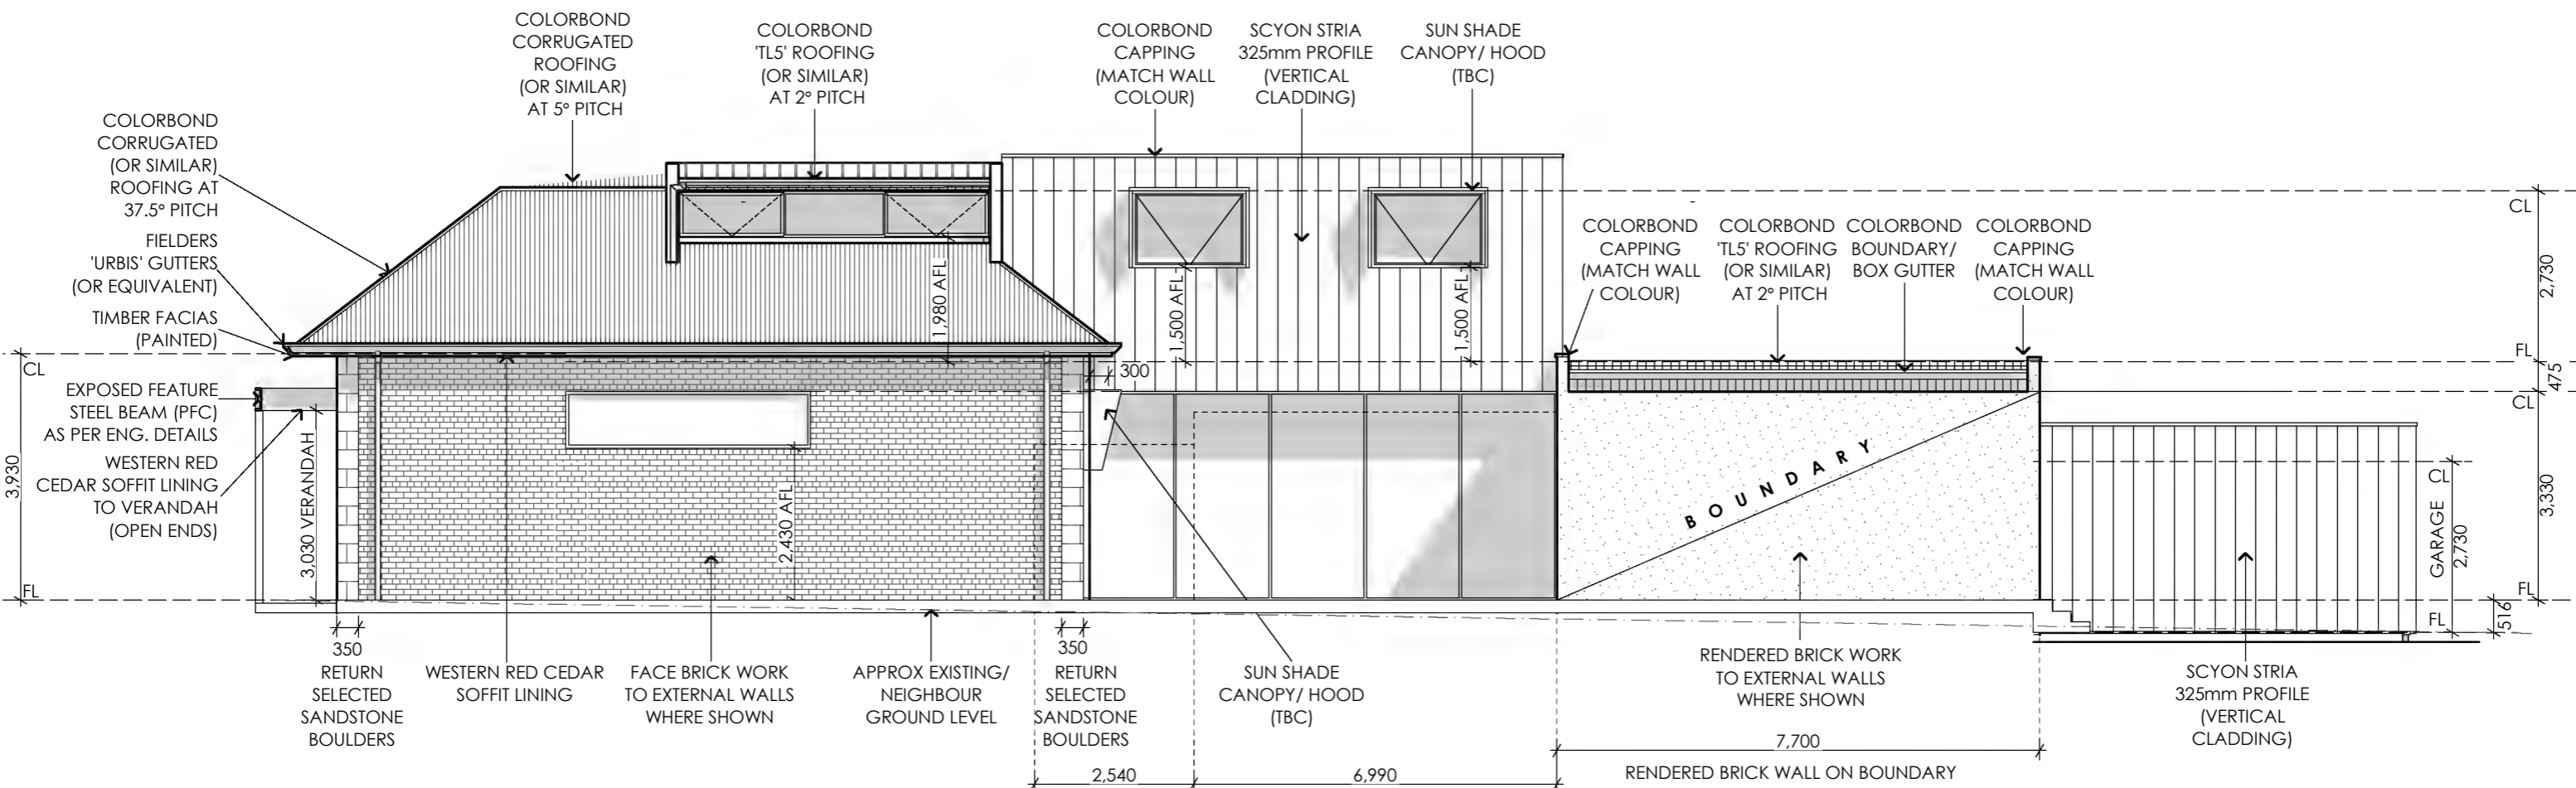 COLORBOND
CORRUGATED
ROOFING
(OR SIMILAR)
AT 5° PITCH
COLORBOND
'TL5' ROOFING
(OR SIMILAR)
AT 2° PITCH
COLORBOND
CAPPING
(MATCH WALL
COLOUR)
SCYON STRIA
325mm PROFILE
(VERTICAL
CLADDING)
SUN SHADE
CANOPY/ HOOD
(TBC)
COLORBOND
CORRUGATED
(OR SIMILAR)
ROOFING AT
37.5° PITCH
FIELDERS
'URBIS' GUTTERS
(OR EQUIVALENT)
TIMBER FACIAS
(PAINTED)
CL
EXPOSED FEATURE
STEEL BEAM (PFC)
AS PER ENG. DETAILS
WESTERN RED
CEDAR SOFFIT LINING
TO VERANDAH
(OPEN ENDS)
3,930
FL
3,030 VERANDAH
1,980 AFL
2,430 AFL
1,500 AFL
1,500 AFL
300
COLORBOND
CAPPING
(MATCH WALL
COLOUR)
COLORBOND
'TL5' ROOFING
(OR SIMILAR)
AT 2° PITCH
COLORBOND
BOUNDARY/
BOX GUTTER
COLORBOND
CAPPING
(MATCH WALL
COLOUR)
CL
2,730
FL
475
CL
3,330
FL
516
BOUNDARY
CL
GARAGE
2,730
FL
350
RETURN
SELECTED
SANDSTONE
BOULDERS
WESTERN RED CEDAR
SOFFIT LINING
FACE BRICK WORK
TO EXTERNAL WALLS
WHERE SHOWN
APPROX EXISTING/
NEIGHBOUR
GROUND LEVEL
350
RETURN
SELECTED
SANDSTONE
BOULDERS
SUN SHADE
CANOPY/ HOOD
(TBC)
RENDERED BRICK WORK
TO EXTERNAL WALLS
WHERE SHOWN
SCYON STRIA
325mm PROFILE
(VERTICAL
CLADDING)
7,700
RENDERED BRICK WALL ON BOUNDARY
2,540
6,990